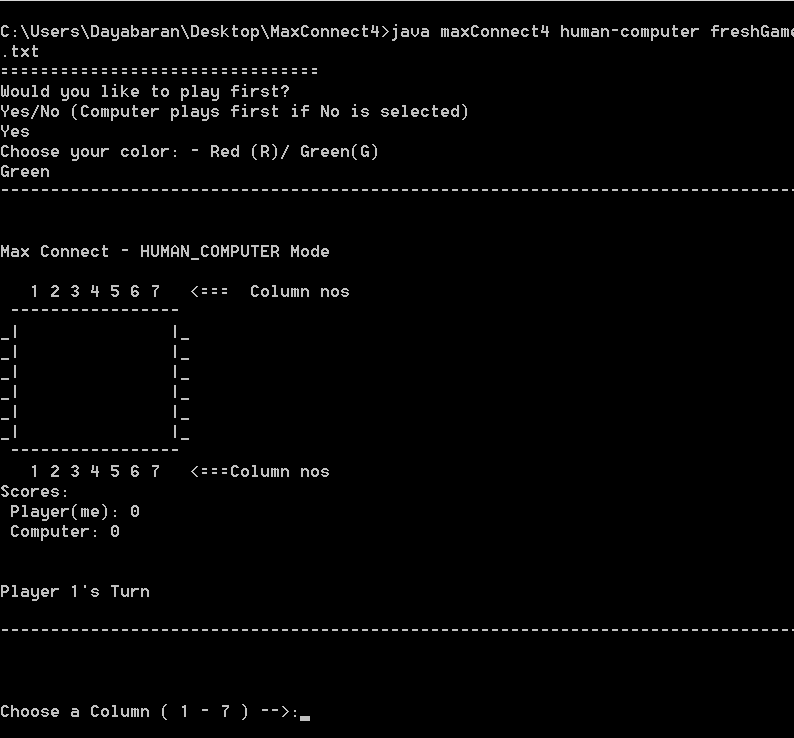 C:\Users\Dayabaran\Desktop\MaxConnect4>java maxConnect4 human-computer freshGame
.txt
================================
Would you like to play first?
Yes/No (Computer plays first if No is selected)
Yes
Choose your color: - Red (R)/ Green(G)
Green
--------------------------------------------------------------------------------
Max Connect - HUMAN_COMPUTER Mode
   1 2 3 4 5 6 7   <===  Column nos
 -----------------
_|               |_
_|               |_
_|               |_
_|               |_
_|               |_
_|               |_
 -----------------
   1 2 3 4 5 6 7   <===Column nos
Scores:
 Player(me): 0
 Computer: 0
Player 1's Turn
--------------------------------------------------------------------------------
Choose a Column ( 1 - 7 ) -->:_